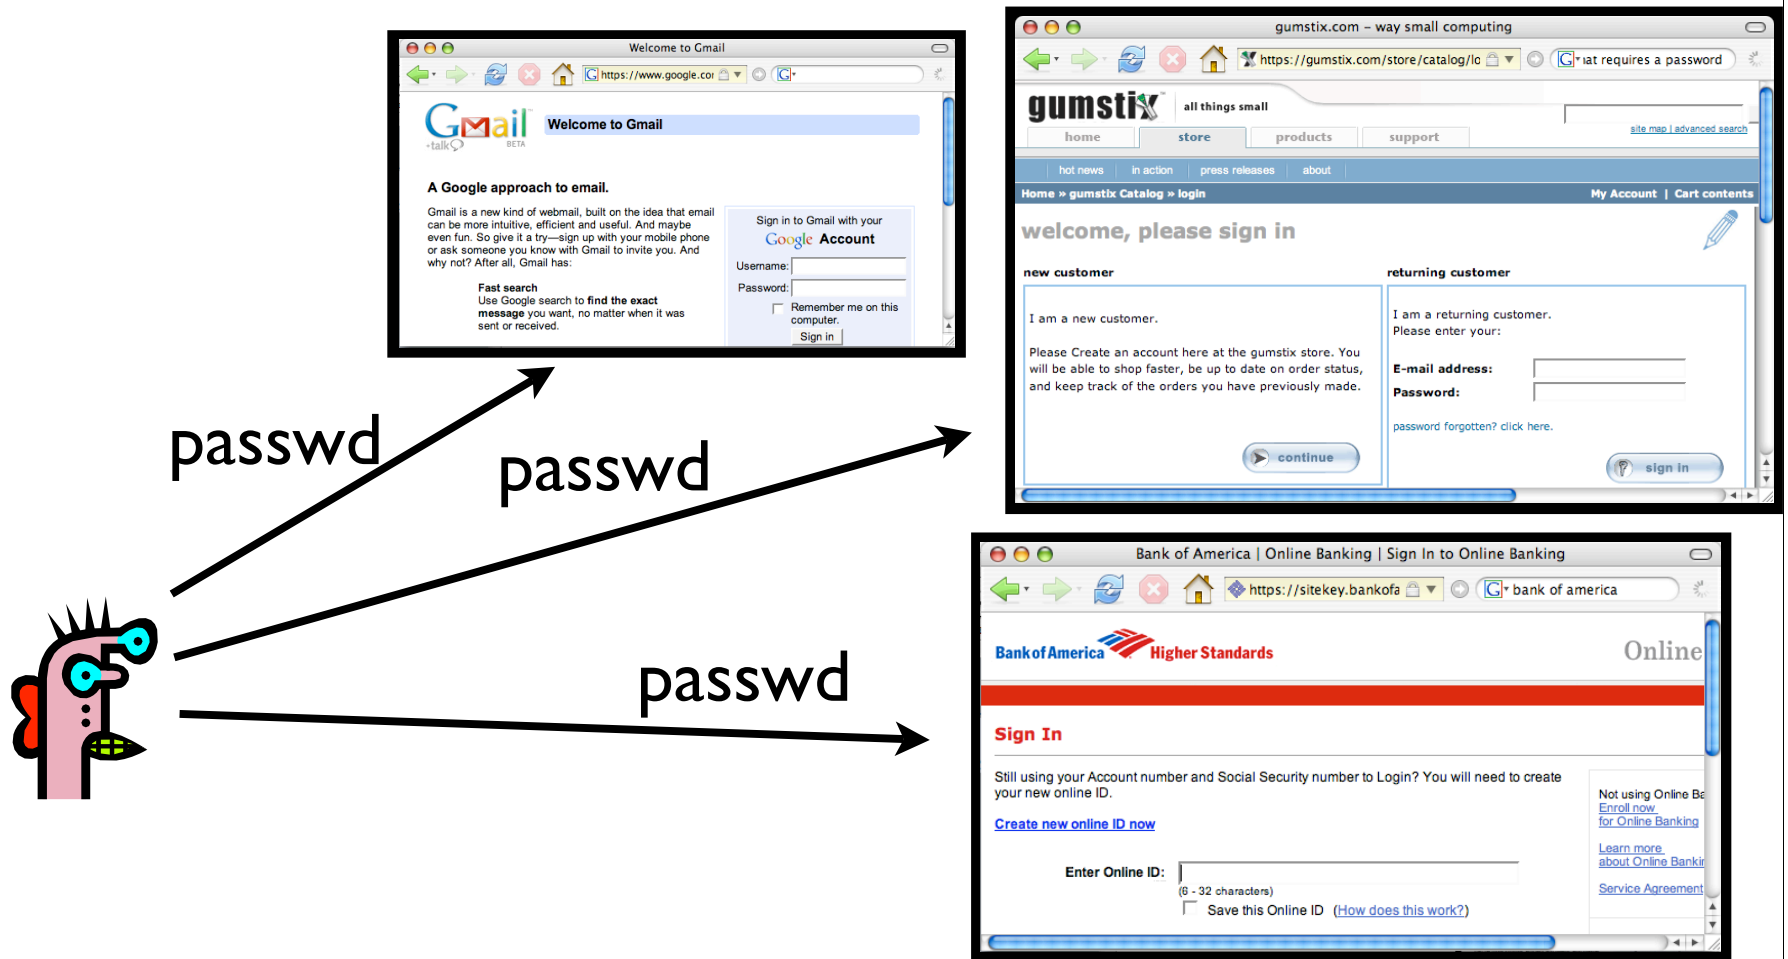 Welcome to Gmail
https://www.google.com
Gmail
talk
BETA
Welcome to Gmail
A Google approach to email.
Gmail is a new kind of webmail, built on the idea that email
can be more intuitive, efficient and useful. And maybe
even fun. So give it a try—sign up with your mobile phone
or ask someone you know with Gmail to invite you. And
why not? After all, Gmail has:
Fast search
Use Google search to find the exact
message you want, no matter when it was
sent or received.
Sign in to Gmail with your
Google Account
Username:
Password:
Remember me on this
computer.
Sign in
gumstix.com – way small computing
https://gumstix.com/store/catalog/lo
at requires a password
gumstix
all things small
site map | advanced search
home store products support
hot news in action press releases about
Home » gumstix Catalog » login
My Account | Cart contents
welcome, please sign in
new customer
I am a new customer.
Please Create an account here at the gumstix store. You
will be able to shop faster, be up to date on order status,
and keep track of the orders you have previously made.
continue
returning customer
I am a returning customer.
Please enter your:
E-mail address:
Password:
password forgotten? click here.
sign in
passwd
passwd
passwd
Bank of America | Online Banking | Sign In to Online Banking
https://sitekey.bankofa
bank of america
Bank of America Higher Standards
Online
Sign In
Still using your Account number and Social Security number to Login? You will need to create
your new online ID.
Create new online ID now
Enter Online ID:
(6 - 32 characters)
Save this Online ID (How does this work?)
Not using Online Ba
Enroll now
for Online Banking
Learn more
about Online Bankin
Service Agreement